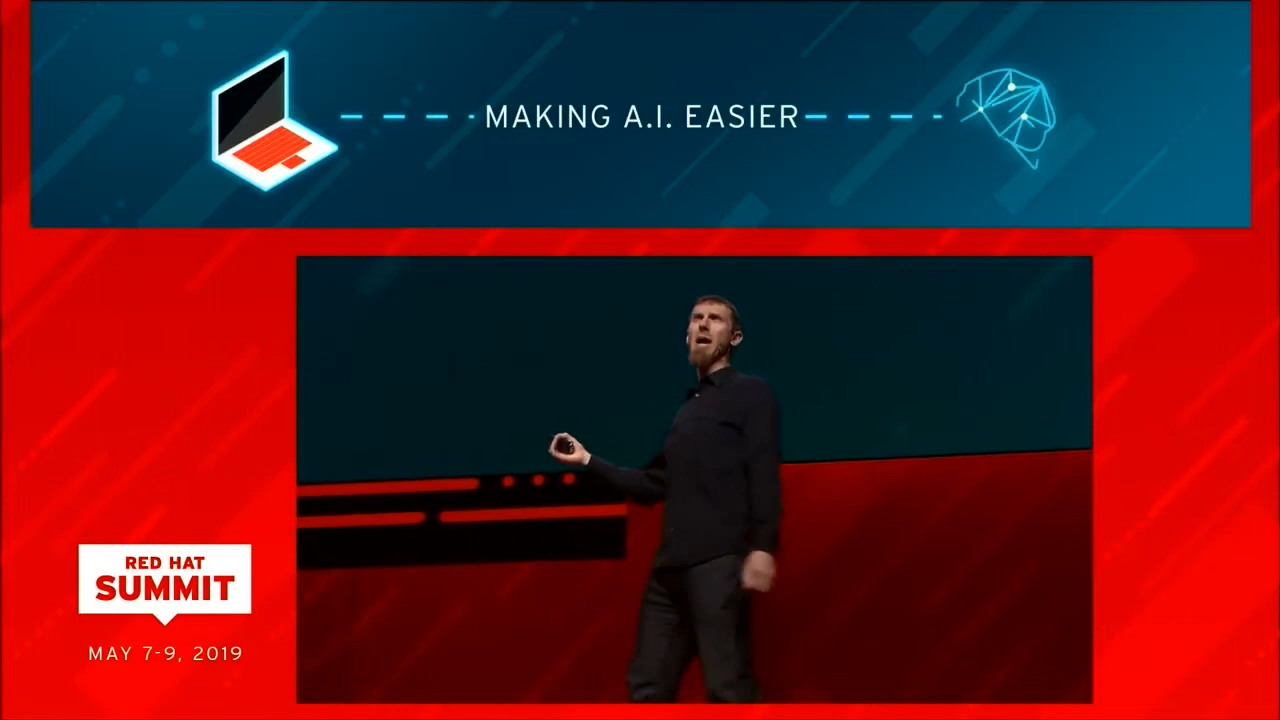 MAKING A.I. EASIER
RED HAT
SUMMIT
MAY 7-9, 2019